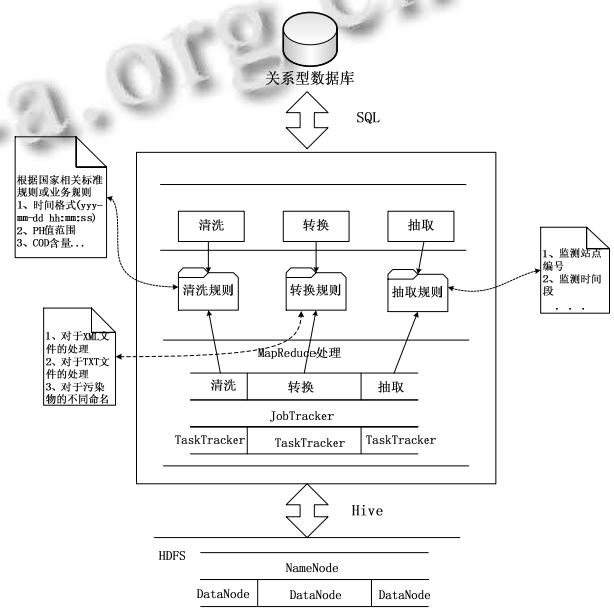 a.org.cn
关系型数据库
SQL
根据国家相关标准
规则或业务规则
1、时间格式(yyy-
mm-dd hh:mm:ss)
2、PH值范围
3、COD含量...
清洗
转换
抽取
清洗规则
转换规则
抽取规则
1、监测站点
编号
2、监测时间
段
. . .
1、对于XML文
件的处理
2、对于TXT文
件的处理
3、对于污染
物的不同命名
MapReduce处理
清洗
转换
抽取
JobTracker
TaskTracker
TaskTracker
TaskTracker
Hive
HDFS
NameNode
DataNode
DataNode
DataNode